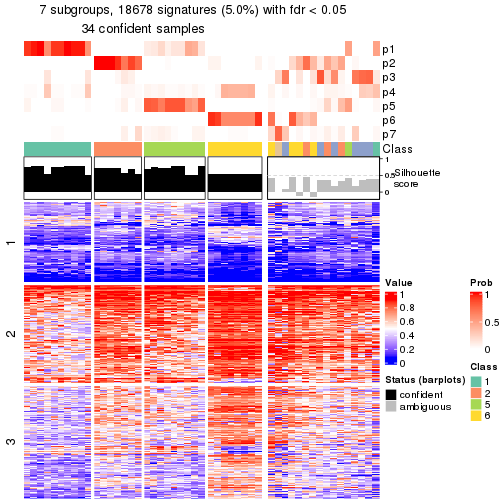 7 subgroups, 18678 signatures (5.0%) with fdr < 0.05
34 confident samples
p1
p2
p3
p4
p5
p6
p7
Class
1
0.5
0
Silhouette
score
1
2
3
Value
1
0.8
0.6
0.4
0.2
0
Prob
1
0.5
0
Status (barplots)
confident
ambiguous
Class
1
2
5
6